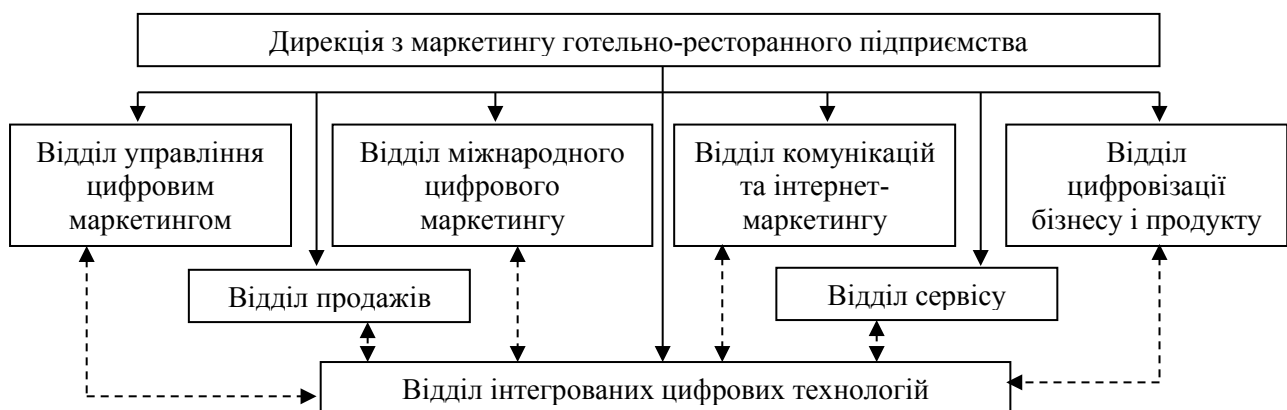 Дирекція з маркетингу готельно-ресторанного підприємства
Відділ управління
цифровим
маркетингом
Відділ міжнародного
цифрового
маркетингу
Відділ комунікацій
та інтернет-
маркетингу
Відділ
цифровізації
бізнесу і продукту
Відділ продажів
Відділ сервісу
Відділ інтегрованих цифрових технологій